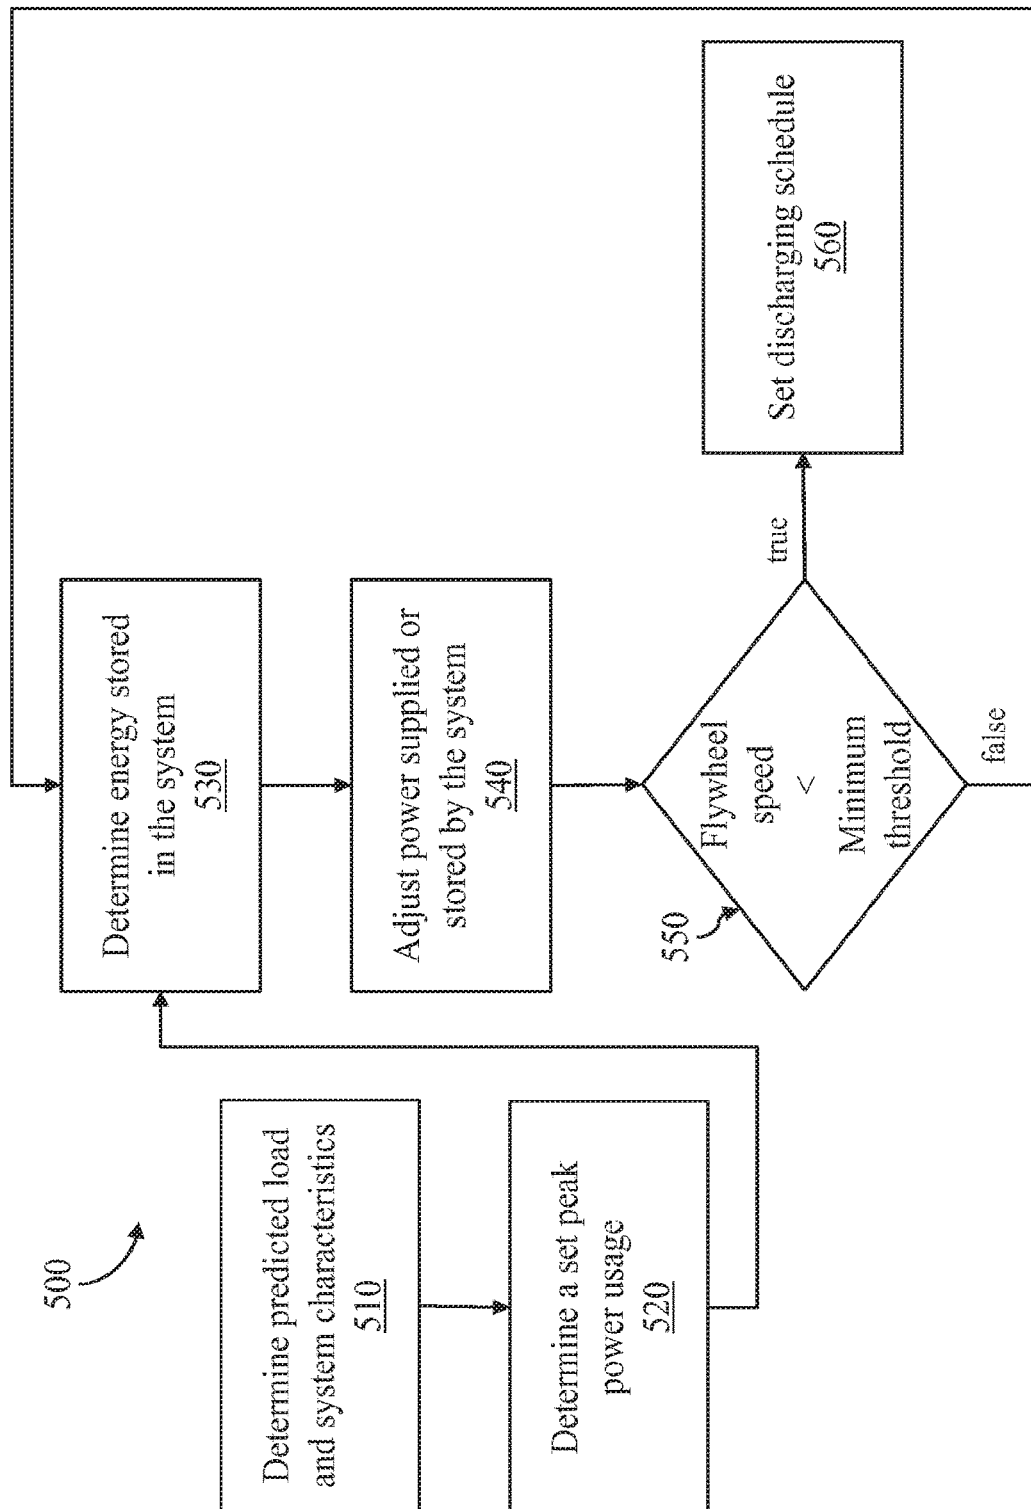 500
Determine predicted load
and system characteristics
510
Determine a set peak
power usage
520
Determine energy stored
in the system
530
Adjust power supplied or
stored by the system
540
550
Flywheel
speed
<
Minimum
threshold
true
false
Set discharging schedule
560